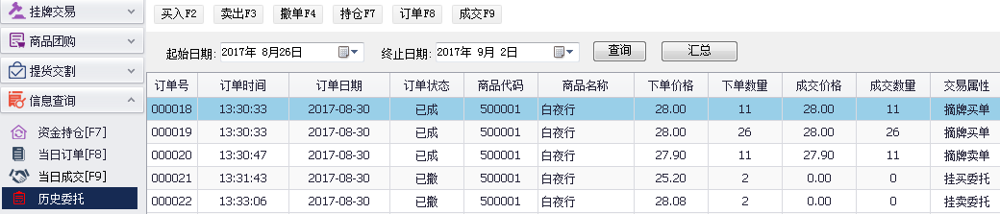 挂牌交易
商品团购
提货交割
信息查询
资金持仓[F7]
当日订单[F8]
当日成交[F9]
历史委托
买入F2 卖出F3 撤单F4 持仓F7 订单F8 成交F9
起始日期: 2017年 8月26日 终止日期: 2017年 9月 2日 查询 汇总
订单号 订单时间 订单日期 订单状态 商品代码 商品名称 下单价格 下单数量 成交价格 成交数量 交易属性
000018 13:30:33 2017-08-30 已成 500001 白夜行 28.00 11 28.00 11 摘牌买单
000019 13:30:33 2017-08-30 已成 500001 白夜行 28.00 26 28.00 26 摘牌买单
000020 13:30:47 2017-08-30 已成 500001 白夜行 27.90 11 27.90 11 摘牌卖单
000021 13:31:43 2017-08-30 已撤 500001 白夜行 25.20 2 0.00 0 挂买委托
000022 13:33:06 2017-08-30 已撤 500001 白夜行 28.08 2 0.00 0 挂卖委托